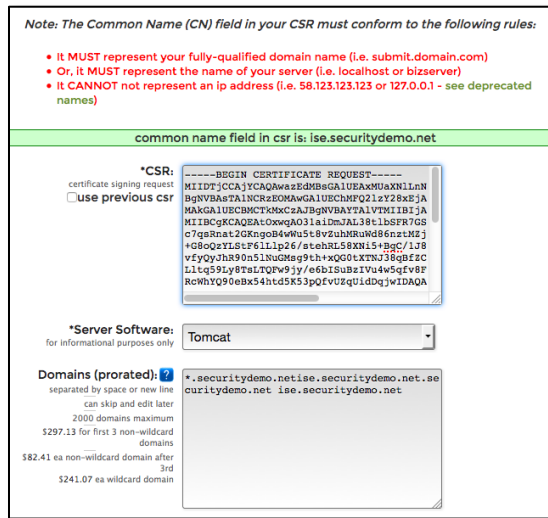 Note: The Common Name (CN) field in your CSR must conform to the following rules:
• It MUST represent your fully-qualified domain name (i.e. submit.domain.com)
• Or, it MUST represent the name of your server (i.e. localhost or bizserver)
• It CANNOT not represent an ip address (i.e. 58.123.123.123 or 127.0.0.1 - see deprecated
names)
common name field in csr is: ise.securitydemo.net
*CSR:
certificate signing request
use previous csr
-----BEGIN CERTIFICATE REQUEST-----
MIIDTjCCAjYCAQAwazEdMBsGA1UEAxMUaXNlLnN
BgNVBAsTA1NCRzEOMAwGA1UEChMFQ2lzY28xEjA
MAkGA1UECBMCTkMxCzAJBgNVBAYTAlVTMIIBIjA
MIIBCgKCAQEAtOxwqAO31aiDmJAL38tlbSFR7GS
c7qsRnat2GKngoB4wWu5t8vZuhMRuWd86nztMZj
+G8oQzYLStF6lLlp26/stehRL58XNi5+BqC/lJ8
vfyQyJhR90n5lNuGMsg9th+xQG0tXTNJ38qBfZC
Lltq59Ly8TsLTQFw9jy/e6bISuBzIVu4w5qfv8F
RcWhYQ90eBx54htd5K53pQfvUZqUidDqjwIDAQA
*Server Software:
for informational purposes only
Tomcat
Domains (prorated): ?
separated by space or new line
can skip and edit later
2000 domains maximum
$297.13 for first 3 non-wildcard
domains
$82.41 ea non-wildcard domain after
3rd
$241.07 ea wildcard domain
*.securitydemo.netise.securitydemo.net.se
curitydemo.net ise.securitydemo.net